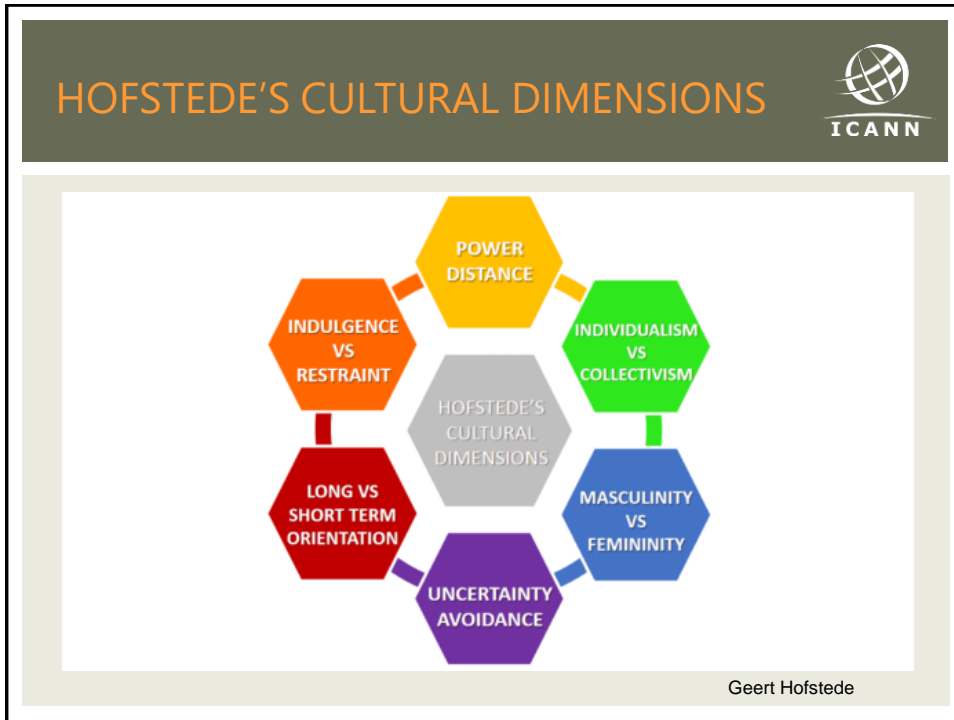 HOFSTEDE’S CULTURAL DIMENSIONS
ICANN
POWER
DISTANCE
INDIVIDUALISM
VS
COLLECTIVISM
MASCULINITY
VS
FEMININITY
UNCERTAINTY
AVOIDANCE
LONG VS
SHORT TERM
ORIENTATION
INDULGENCE
VS
RESTRAINT
HOFSTEDE’S
CULTURAL
DIMENSIONS
Geert Hofstede